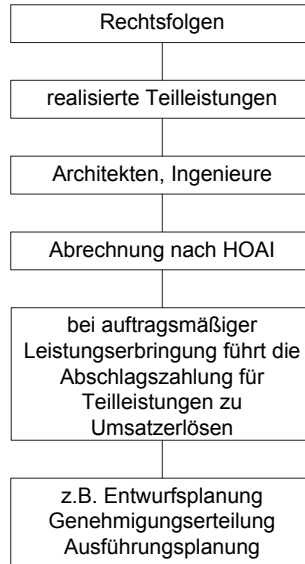 Rechtsfolgen
realisierte Teilleistungen
Architekten, Ingenieure
Abrechnung nach HOAI
bei auftragsmäßiger
Leistungserbringung führt die
Abschlagszahlung für
Teilleistungen zu
Umsatzerlösen
z.B. Entwurfsplanung
Genehmigungserteilung
Ausführungsplanung